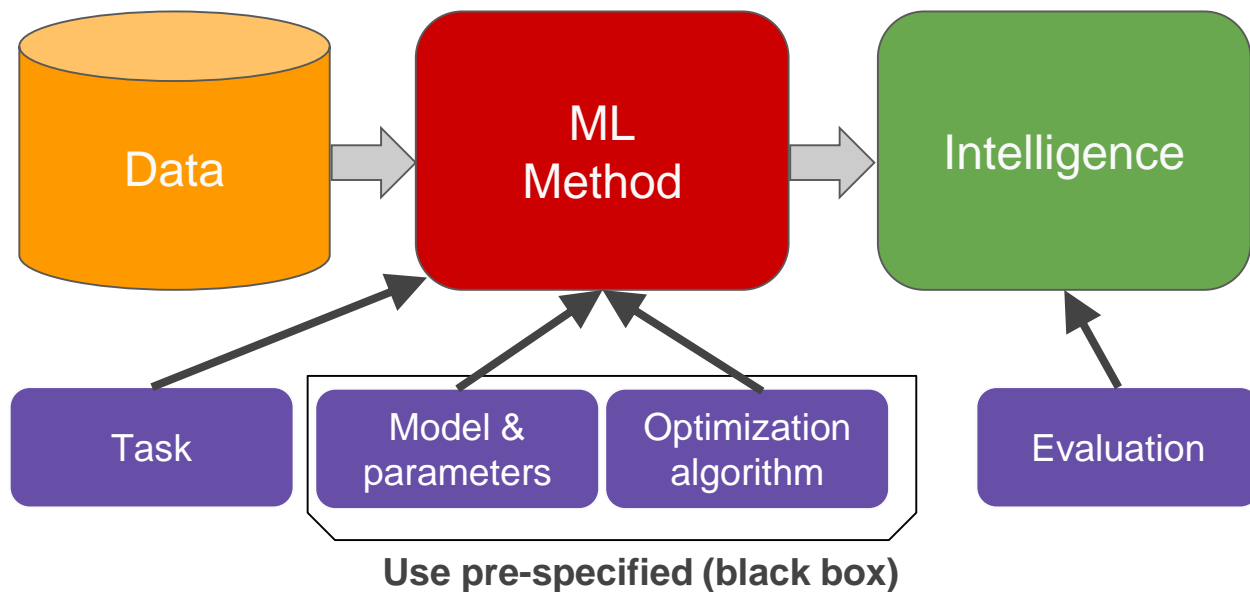 Data
ML
Method
Intelligence
Task
Model &
parameters
Optimization
algorithm
Evaluation
Use pre-specified (black box)